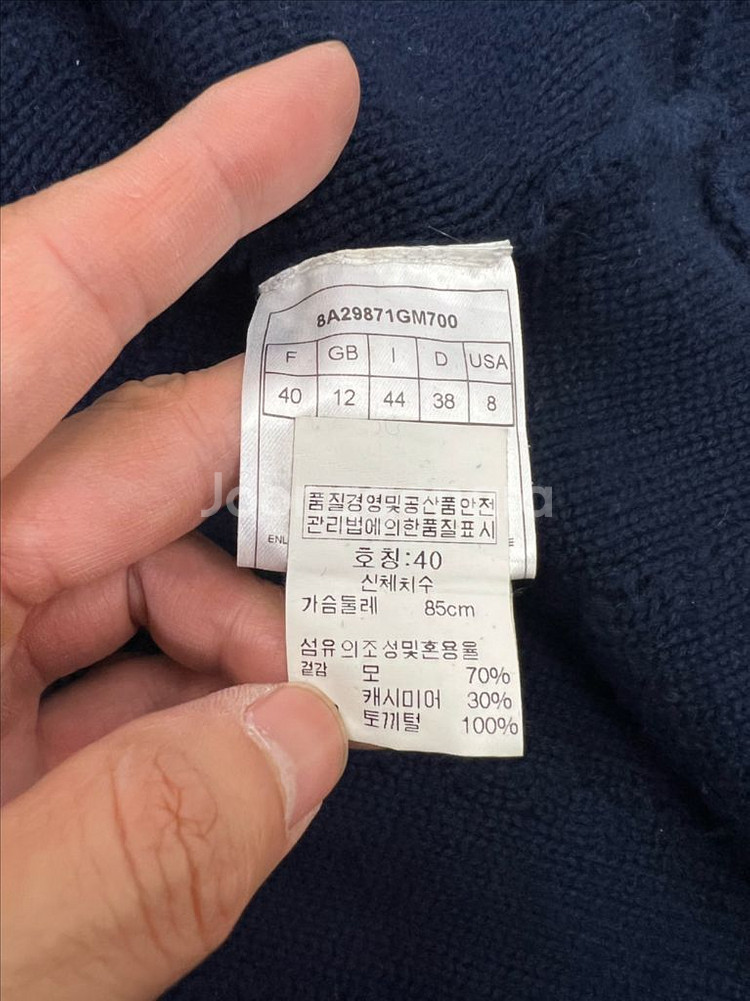 8A29871GM700
F GB I D USA
40 12 44 38 8
품질경영및공산품안전
관리법에의한품질표시
ENL
호칭:40
신체치수
가슴둘레 85cm
섬유의조성및혼용율
겉감 모 70%
캐시미어 30%
토끼털 100%